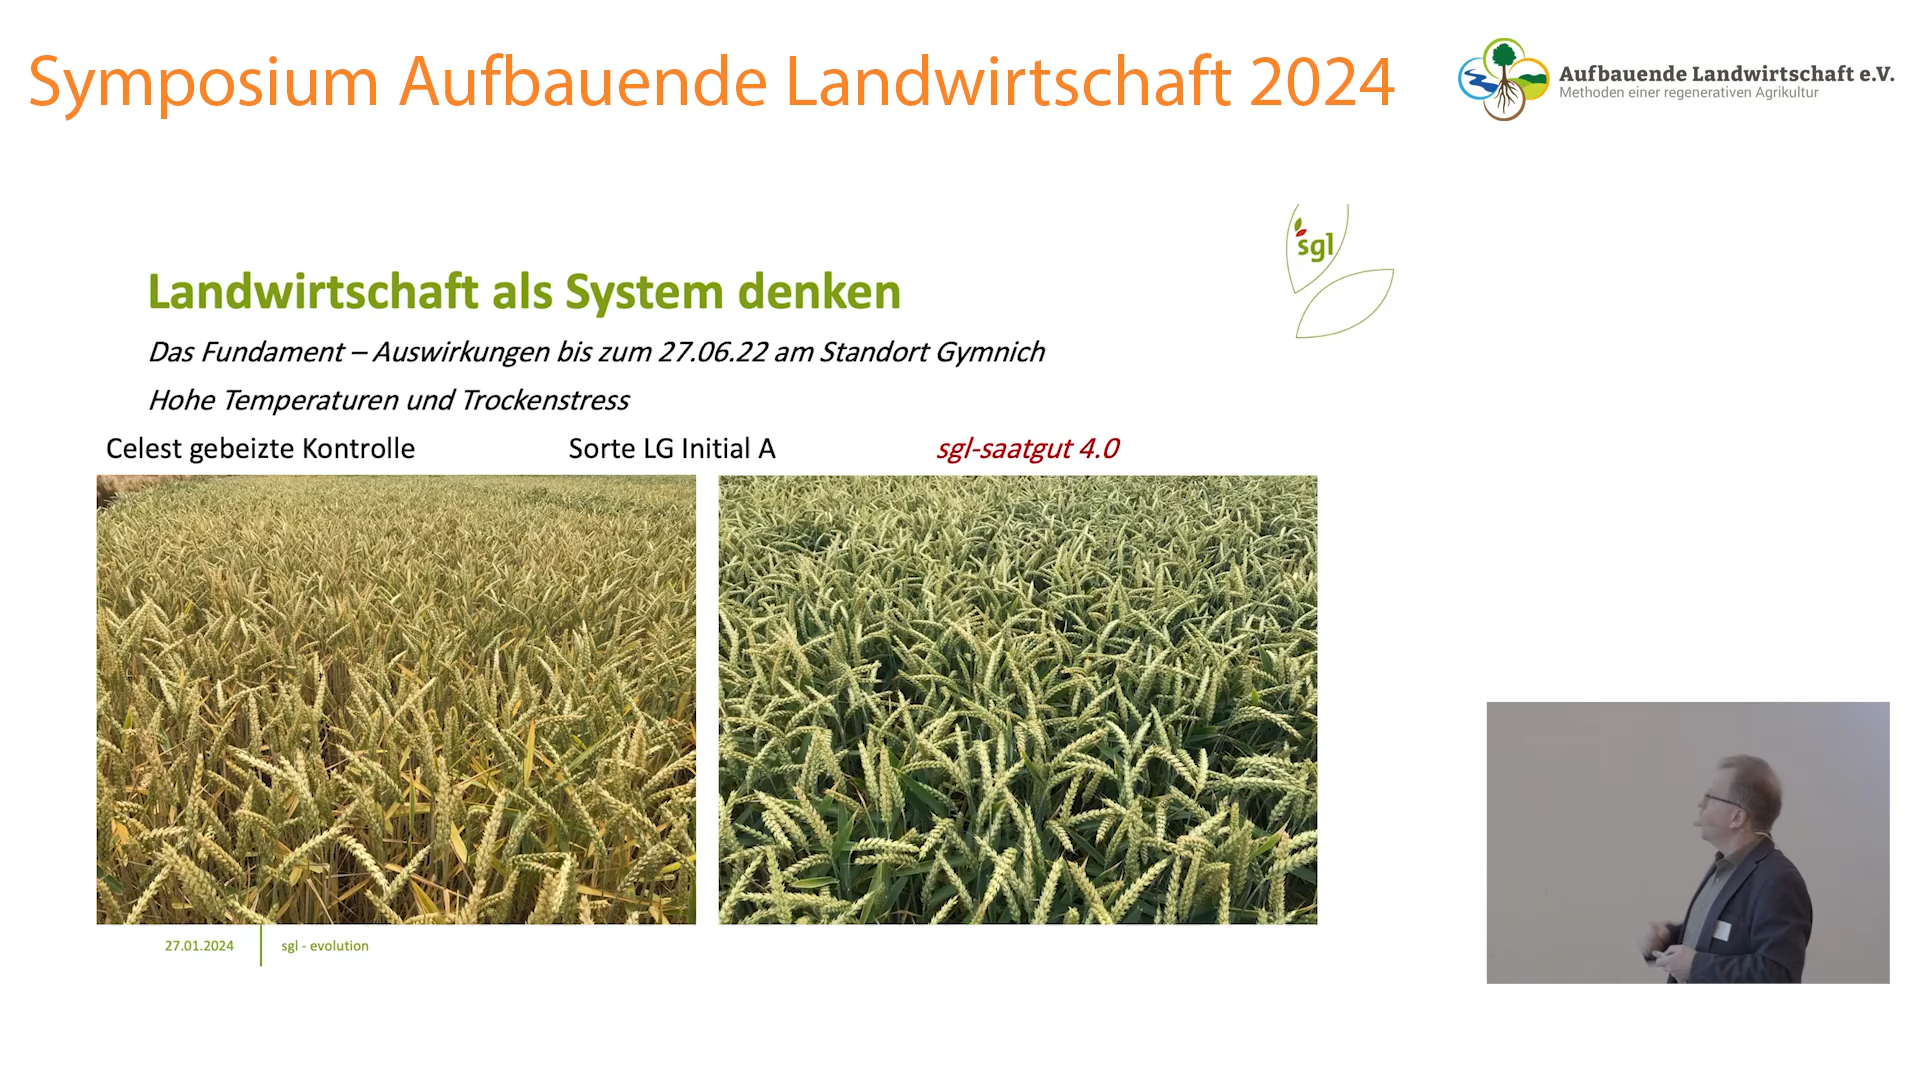 Symposium Aufbauende Landwirtschaft 2024
Aufbauende Landwirtschaft e.V.
Methoden einer regenerativen Agrikultur
sgl
Landwirtschaft als System denken
Das Fundament – Auswirkungen bis zum 27.06.22 am Standort Gymnich
Hohe Temperaturen und Trockenstress
Celest gebeizte Kontrolle
Sorte LG Initial A
sgl-saatgut 4.0
27.01.2024
sgl - evolution